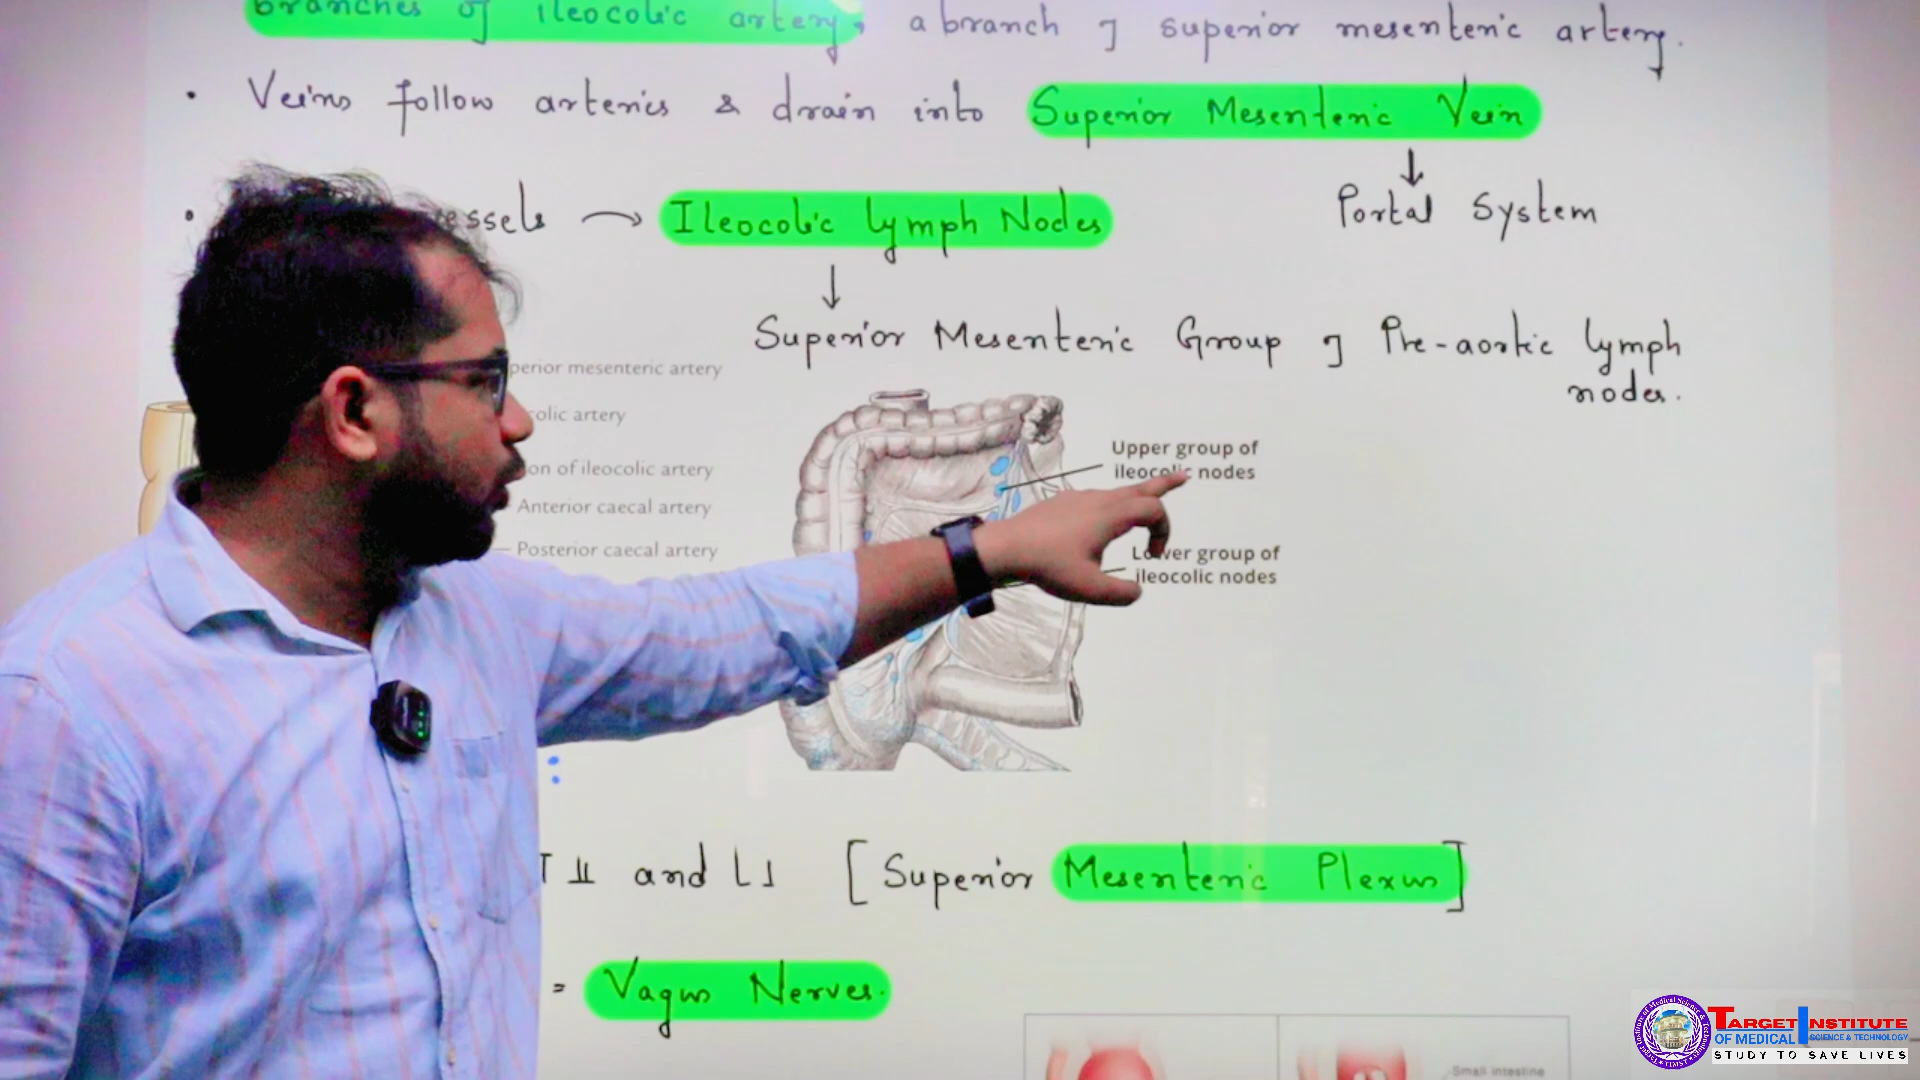 branches of ileocolic artery, a branch of superior mesenteric artery.
• Veins follow arteries & drain into Superior Mesenteric Vein
↓
Portal System
• essels → Ileocolic lymph Nodes
↓
Superior Mesenteric Group of Pre-aortic lymph
nodes.
perior mesenteric artery
colic artery
on of ileocolic artery
Anterior caecal artery
Posterior caecal artery
Upper group of
ileocolic nodes
Lower group of
ileocolic nodes
and L1 [Superior Mesenteric Plexus]
= Vagus Nerves.
Small intestine
TARGET INSTITUTE
OF MEDICAL SCIENCE & TECHNOLOGY
STUDY TO SAVE LIVES